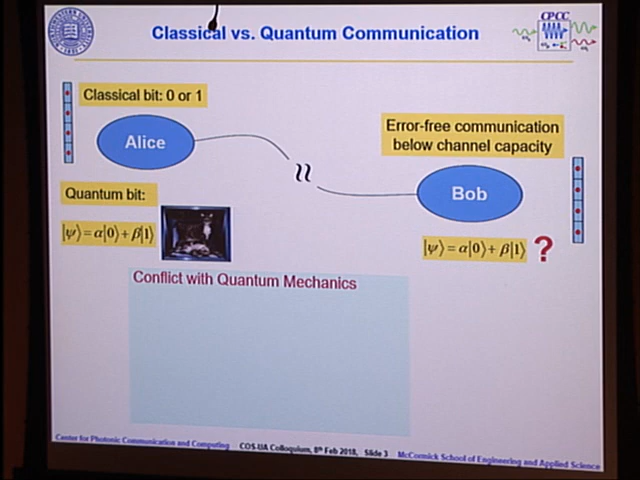 Classical vs. Quantum Communication
CPCC
Classical bit: 0 or 1
Alice
Error-free communication
below channel capacity
Bob
Quantum bit:
|ψ⟩=α|0⟩+β|1⟩
|ψ⟩=α|0⟩+β|1⟩ ?
Conflict with Quantum Mechanics
Center for Photonic Communication and Computing COS-UA Colloquium, 8th Feb 2018, Slide 3 McCormick School of Engineering and Applied Science